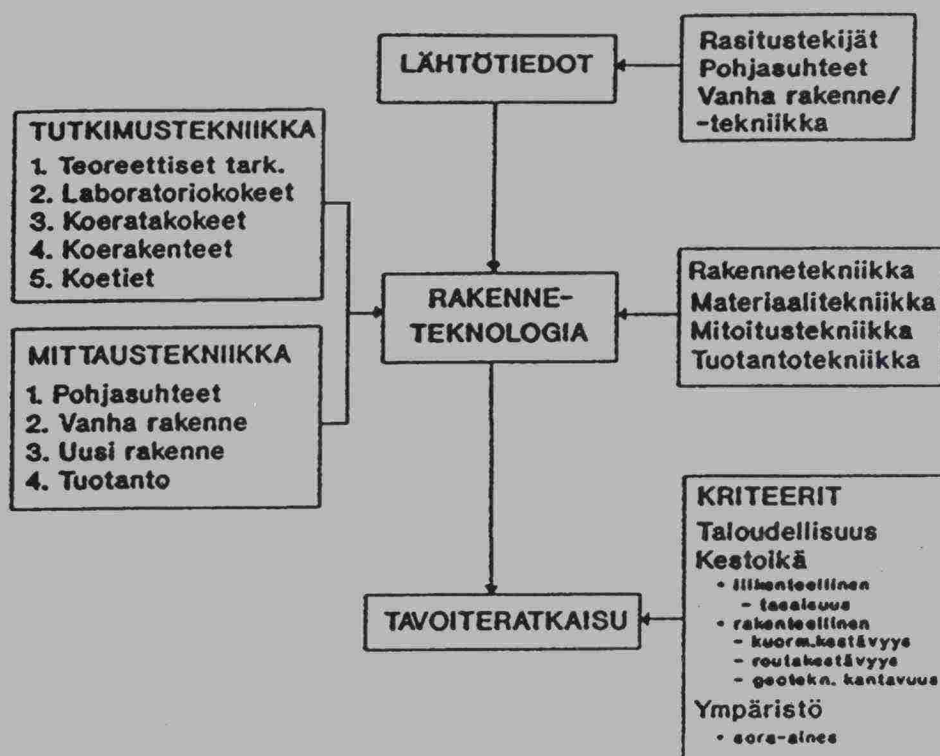 LÄHTÖTIEDOT
Rasitustekijät
Pohjasuhteet
Vanha rakenne/
-tekniikka
TUTKIMUSTEKNIIKKA
1. Teoreettiset tark.
2. Laboratoriokokeet
3. Koeratakokeet
4. Koerakenteet
5. Koetiet
RAKENNE-
TEKNOLOGIA
Rakennetekniikka
Materiaalitekniikka
Mitoitustekniikka
Tuotantotekniikka
MITTAUSTEKNIIKKA
1. Pohjasuhteet
2. Vanha rakenne
3. Uusi rakenne
4. Tuotanto
TAVOITERATKAISU
KRITEERIT
Taloudellisuus
Kestoikä
• liikenteellinen
- tasaisuus
• rakenteellinen
- kuorm.kestävyys
- routakestävyys
- geotekn. kantavuus
Ympäristö
• sora-aines